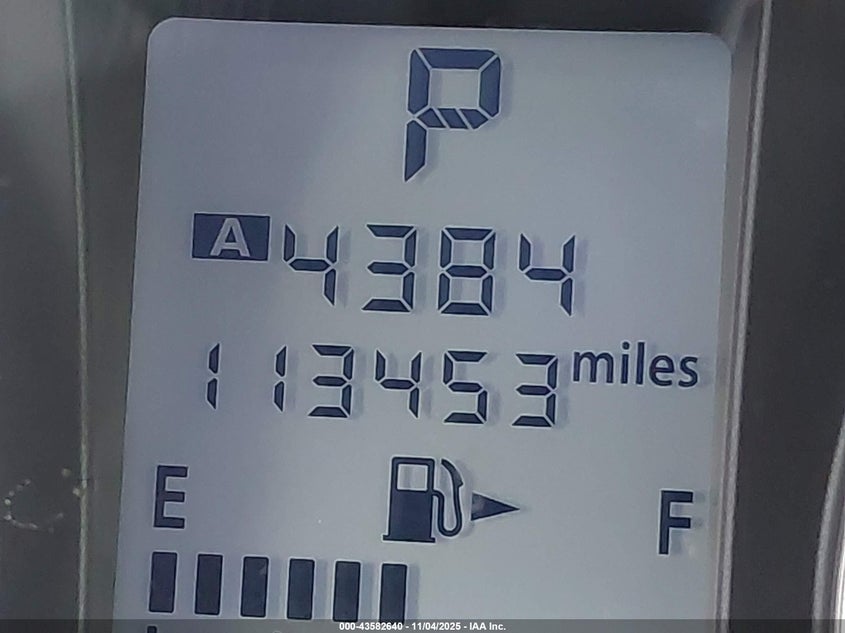 P
A 4384
113453 miles
E F
000-43582640 - 11/04/2025 - IAA Inc.